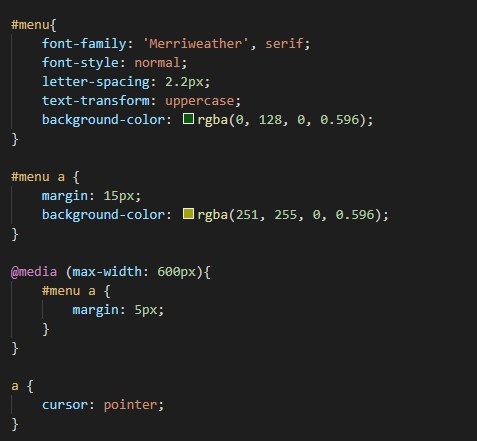 #menu{
font-family: 'Merriweather', serif;
font-style: normal;
letter-spacing: 2.2px;
text-transform: uppercase;
background-color: rgba(0, 128, 0, 0.596);
}
#menu a {
margin: 15px;
background-color: rgba(251, 255, 0, 0.596);
}
@media (max-width: 600px){
#menu a {
margin: 5px;
}
}
a {
cursor: pointer;
}